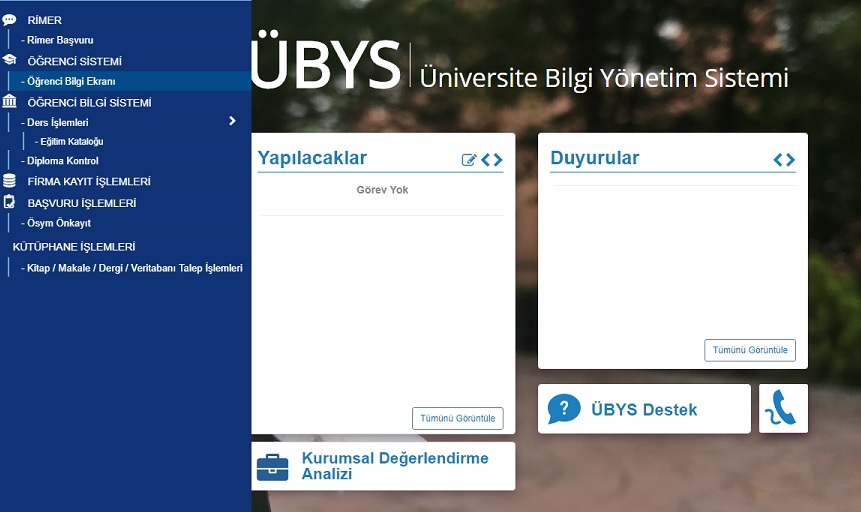 RİMER
- Rimer Başvuru
ÖĞRENCİ SİSTEMİ
- Öğrenci Bilgi Ekranı
ÖĞRENCİ BİLGİ SİSTEMİ
- Ders İşlemleri
- Eğitim Kataloğu
- Diploma Kontrol
FİRMA KAYIT İŞLEMLERİ
BAŞVURU İŞLEMLERİ
- Ösym Önkayıt
KÜTÜPHANE İŞLEMLERİ
- Kitap / Makale / Dergi / Veritabanı Talep İşlemleri
ÜBYS | Üniversite Bilgi Yönetim Sistemi
Yapılacaklar
Görev Yok
Tümünü Görüntüle
Duyurular
Tümünü Görüntüle
? ÜBYS Destek
Kurumsal Değerlendirme
Analizi